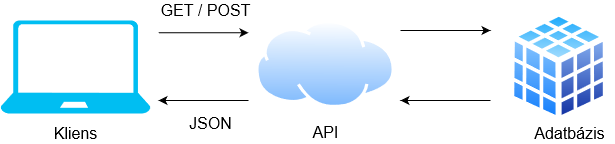 GET / POST
JSON
Kliens
API
Adatbázis